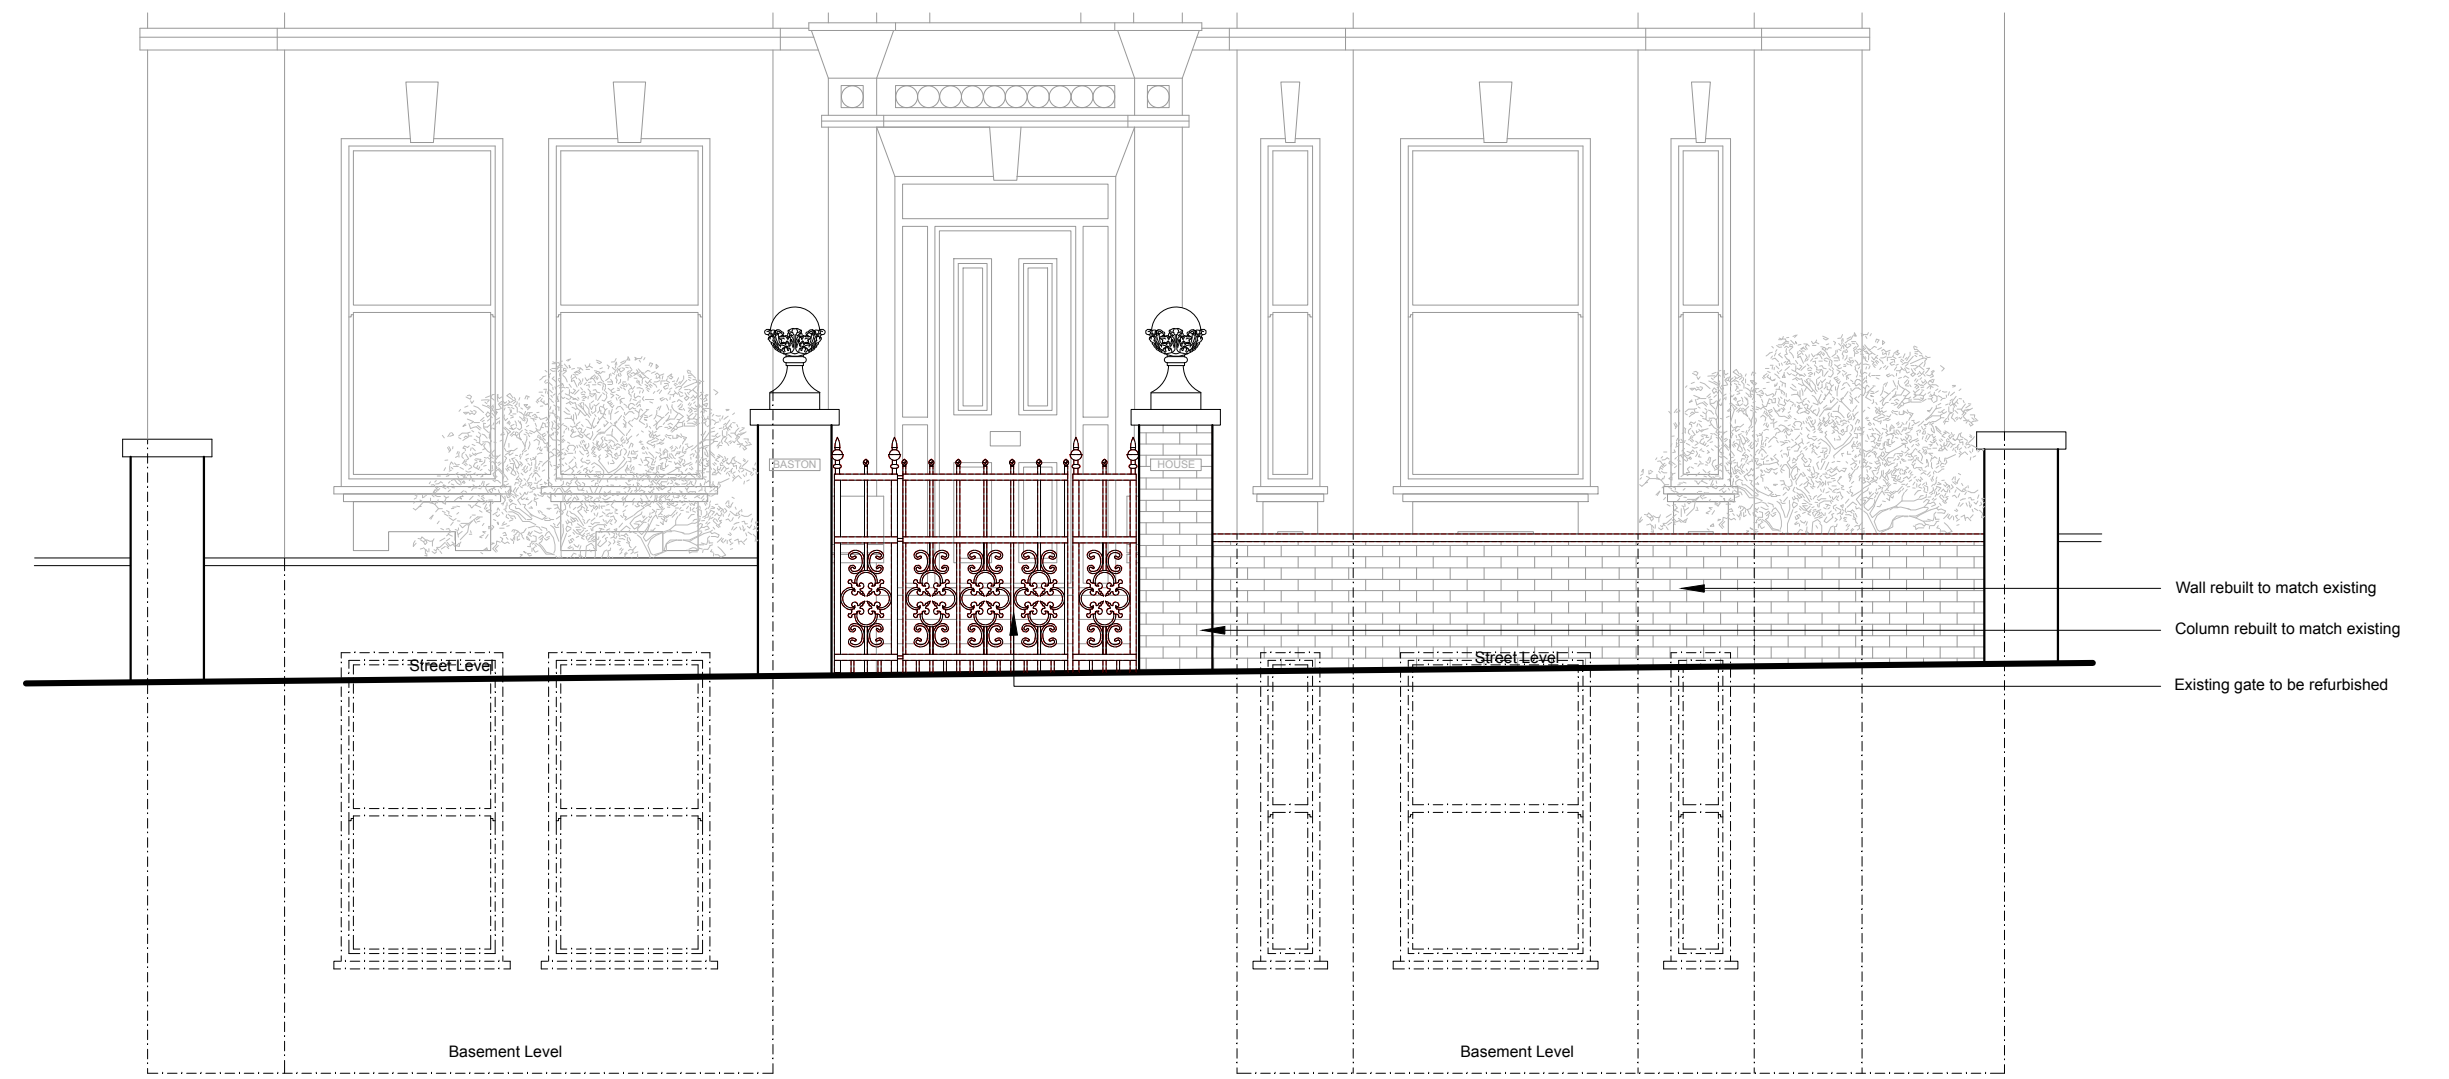 BASTON
HOUSE
Wall rebuilt to match existing
Column rebuilt to match existing
Street Level
Street Level
Existing gate to be refurbished
Basement Level
Basement Level